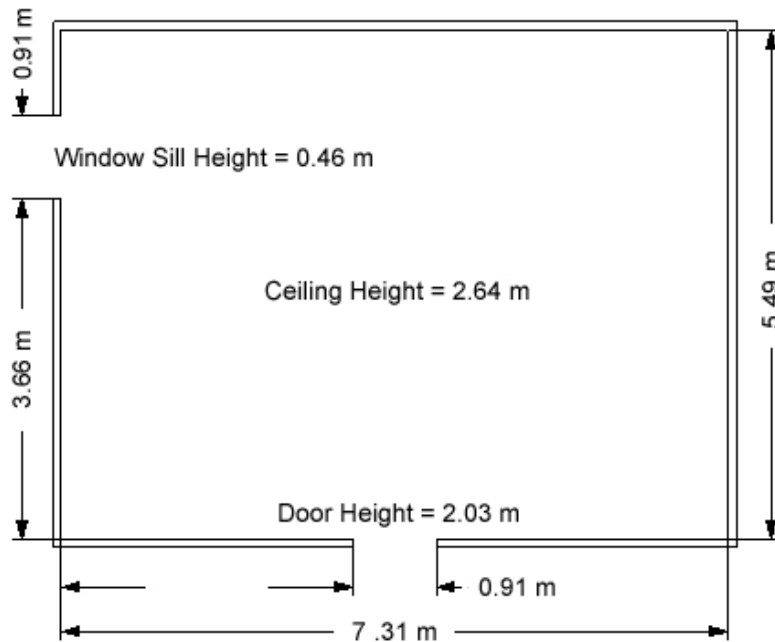 0.91 m
Window Sill Height = 0.46 m
Ceiling Height = 2.64 m
5.49 m
3.66 m
Door Height = 2.03 m
0.91 m
7 .31 m